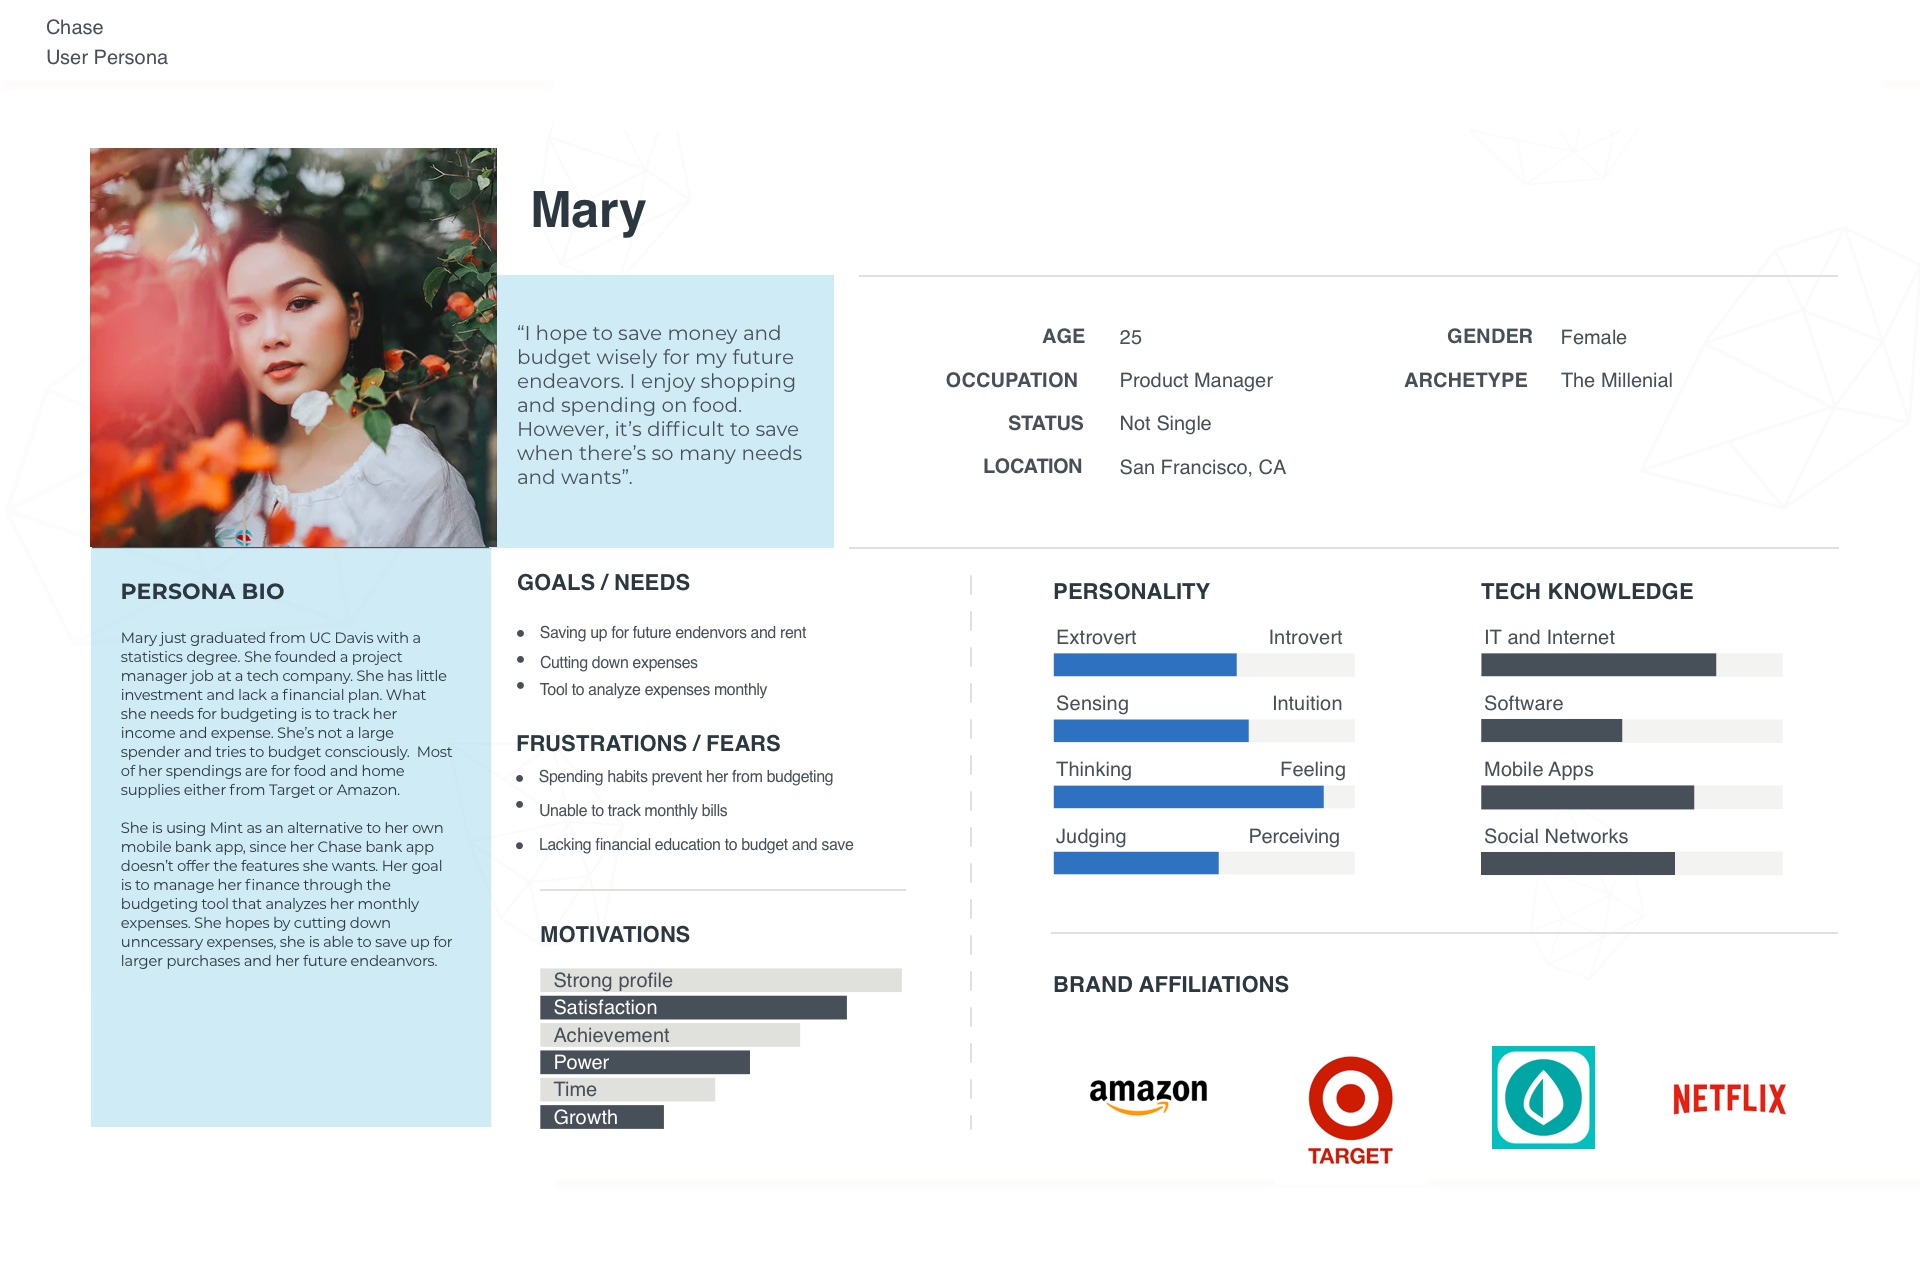 Chase
User Persona
Mary
“I hope to save money and
budget wisely for my future
endeavors. I enjoy shopping
and spending on food.
However, it’s difficult to save
when there’s so many needs
and wants”.
AGE 25
OCCUPATION Product Manager
STATUS Not Single
LOCATION San Francisco, CA
GENDER Female
ARCHETYPE The Millenial
PERSONA BIO
Mary just graduated from UC Davis with a
statistics degree. She founded a project
manager job at a tech company. She has little
investment and lack a financial plan. What
she needs for budgeting is to track her
income and expense. She’s not a large
spender and tries to budget consciously.  Most
of her spendings are for food and home
supplies either from Target or Amazon.
She is using Mint as an alternative to her own
mobile bank app, since her Chase bank app
doesn’t offer the features she wants. Her goal
is to manage her finance through the
budgeting tool that analyzes her monthly
expenses. She hopes by cutting down
unncessary expenses, she is able to save up for
larger purchases and her future endeanvors.
GOALS / NEEDS
• Saving up for future endenvors and rent
• Cutting down expenses
• Tool to analyze expenses monthly
FRUSTRATIONS / FEARS
• Spending habits prevent her from budgeting
• Unable to track monthly bills
• Lacking financial education to budget and save
MOTIVATIONS
Strong profile
Satisfaction
Achievement
Power
Time
Growth
PERSONALITY
Extrovert Introvert
Sensing Intuition
Thinking Feeling
Judging Perceiving
TECH KNOWLEDGE
IT and Internet
Software
Mobile Apps
Social Networks
BRAND AFFILIATIONS
amazon
TARGET
NETFLIX